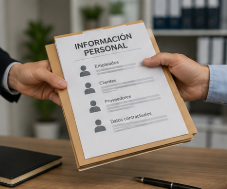 INFORMACIÓN
PERSONAL
Empleados
Clientes
Proveedores
Datos contractuales